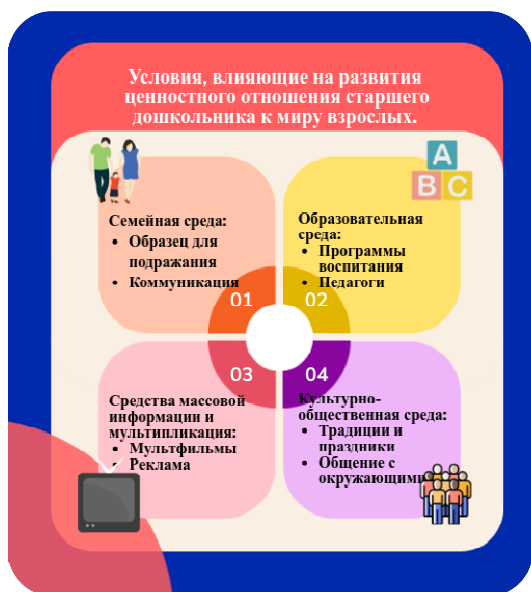 Условия, влияющие на развития
ценностного отношения старшего
дошкольника к миру взрослых.
A
B C
Семейная среда:
• Образец для
подражания
• Коммуникация
01
Образовательная
среда:
• Программы
воспитания
• Педагоги
02
03
Средства массовой
информации и
мультипликация:
• Мультфильмы
• Реклама
04
Культурно-
общественная среда:
• Традиции и
праздники
• Общение с
окружающими